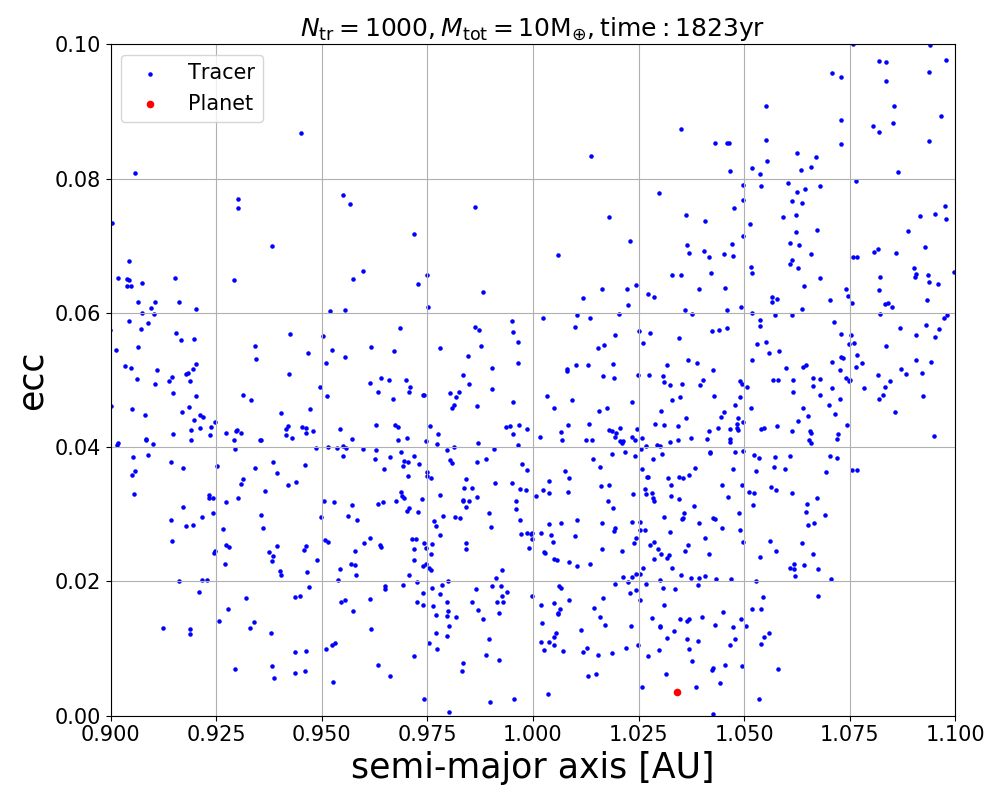 N_tr = 1000, M_tot = 10M_⊕, time : 1823yr
Tracer
Planet
0.10
0.08
0.06
0.04
0.02
0.00
ecc
0.900 0.925 0.950 0.975 1.000 1.025 1.050 1.075 1.100
semi-major axis [AU]